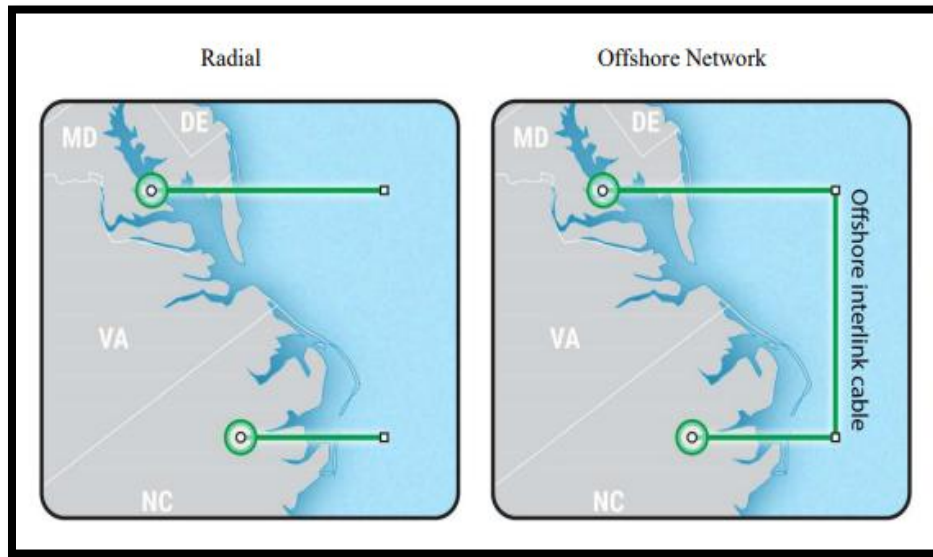 Radial
Offshore Network
MD
DE
VA
NC
MD
DE
VA
NC
Offshore interlink cable